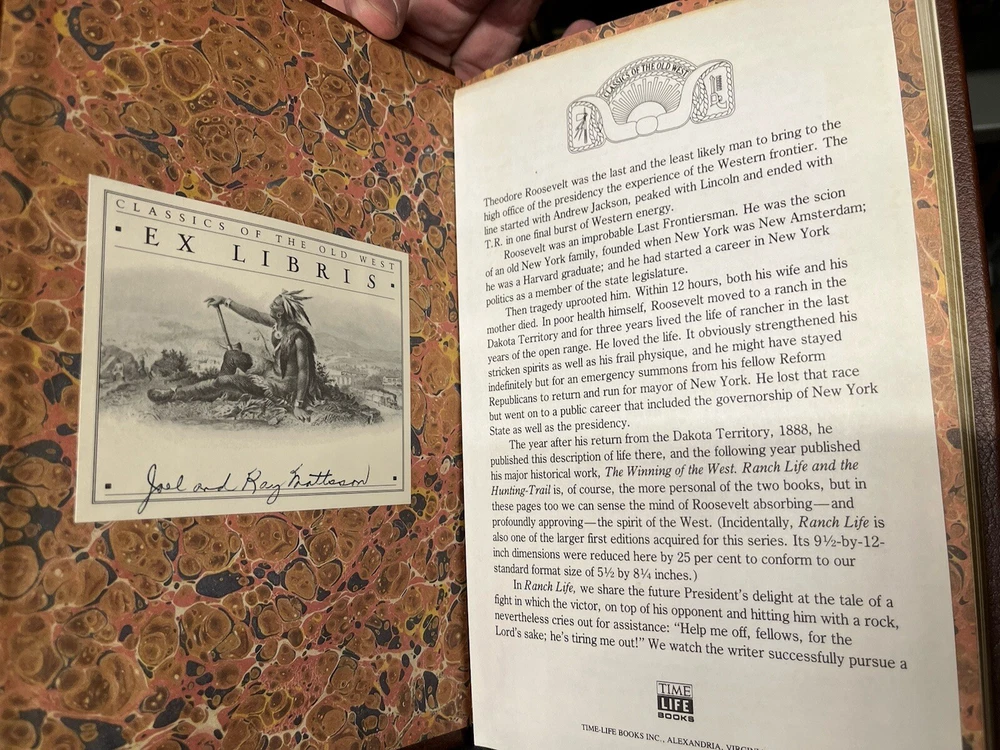 CLASSICS OF THE OLD WEST
▪ EX LIBRIS ▪
Joel and Ray Mattsson
CLASSICS OF THE OLD WEST
Theodore Roosevelt was the last and the least likely man to bring to the
high office of the presidency the experience of the Western frontier. The
line started with Andrew Jackson, peaked with Lincoln and ended with
T.R. in one final burst of Western energy.
Roosevelt was an improbable Last Frontiersman. He was the scion
of an old New York family, founded when New York was New Amsterdam;
he was a Harvard graduate; and he had started a career in New York
politics as a member of the state legislature.
Then tragedy uprooted him. Within 12 hours, both his wife and his
mother died. In poor health himself, Roosevelt moved to a ranch in the
Dakota Territory and for three years lived the life of rancher in the last
years of the open range. He loved the life. It obviously strengthened his
stricken spirits as well as his frail physique, and he might have stayed
indefinitely but for an emergency summons from his fellow Reform
Republicans to return and run for mayor of New York. He lost that race
but went on to a public career that included the governorship of New York
State as well as the presidency.
The year after his return from the Dakota Territory, 1888, he
published this description of life there, and the following year published
his major historical work, The Winning of the West. Ranch Life and the
Hunting-Trail is, of course, the more personal of the two books, but in
these pages too we can sense the mind of Roosevelt absorbing—and
profoundly approving—the spirit of the West. (Incidentally, Ranch Life is
also one of the larger first editions acquired for this series. Its 9½-by-12-
inch dimensions were reduced here by 25 per cent to conform to our
standard format size of 5½ by 8¼ inches.)
In Ranch Life, we share the future President's delight at the tale of a
fight in which the victor, on top of his opponent and hitting him with a rock,
nevertheless cries out for assistance: “Help me off, fellows, for the
Lord's sake; he's tiring me out!” We watch the writer successfully pursue a
TIME
LIFE
BOOKS
TIME-LIFE BOOKS INC., ALEXANDRIA,